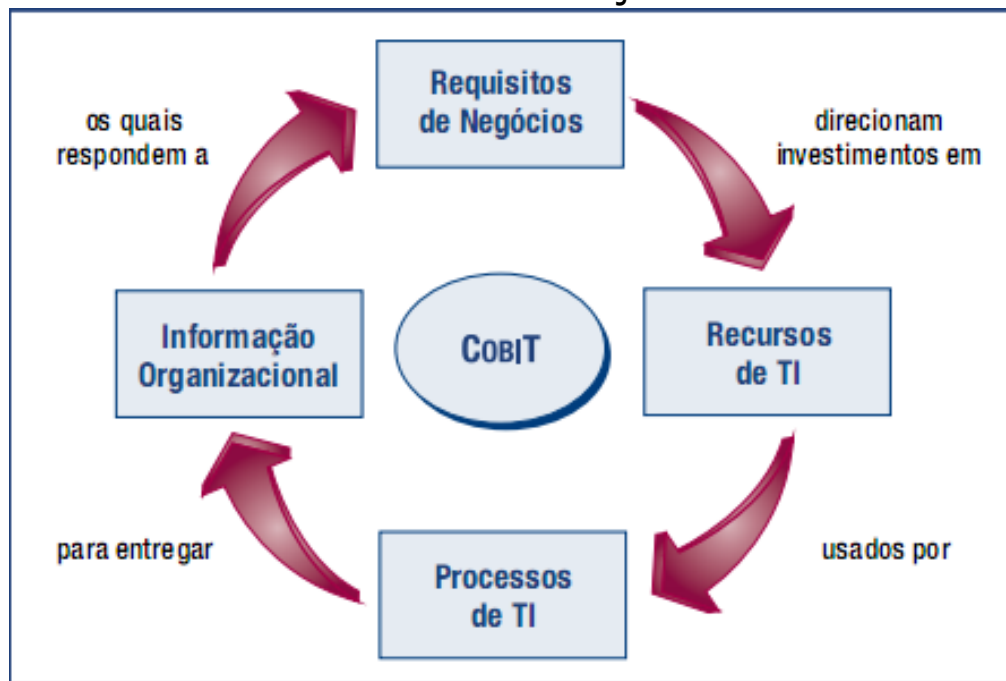 Requisitos
de Negócios
direcionam
investimentos em
Recursos
de TI
usados por
Processos
de TI
para entregar
Informação
Organizacional
os quais
respondem a
COBIT